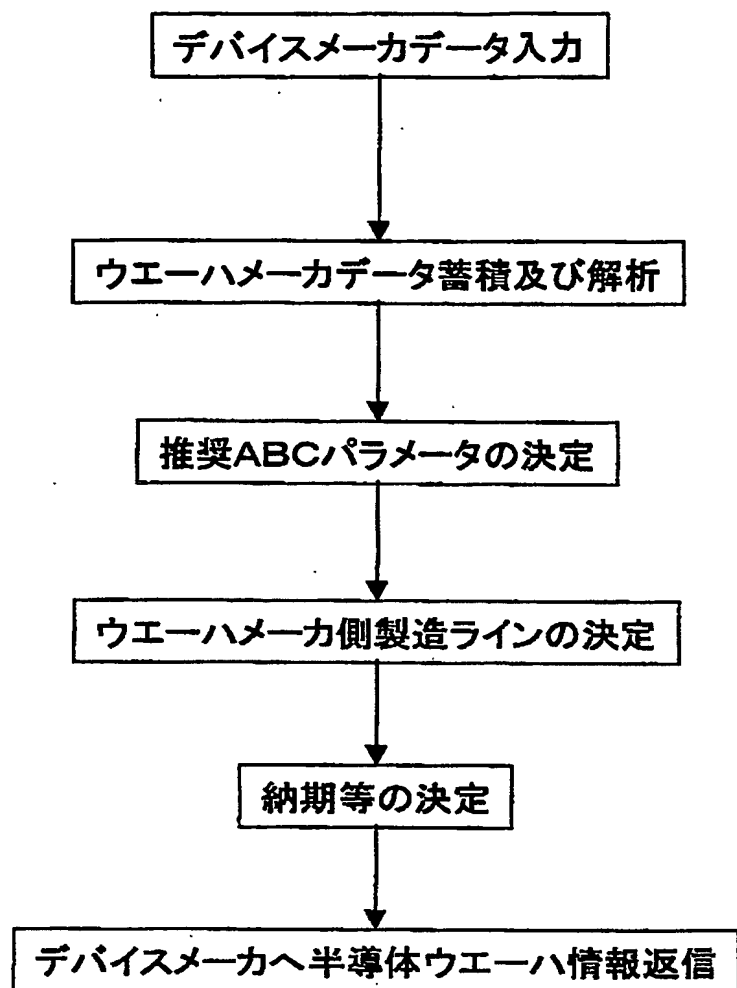 デバイスメーカデータ入力
ウエーハメーカデータ蓄積及び解析
推奨ABCパラメータの決定
ウエーハメーカ側製造ラインの決定
納期等の決定
デバイスメーカへ半導体ウエーハ情報返信